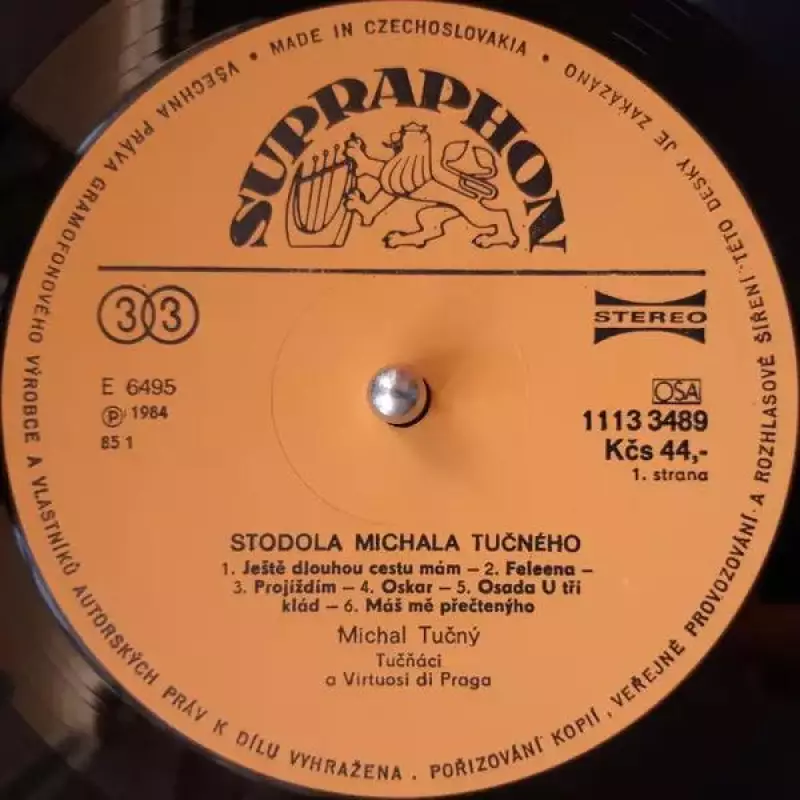 VŠECHNA PRÁVA GRAMOFONOVÉHO VÝROBCE A VLASTNÍKŮ AUTORSKÝCH PRÁV K DÍLU VYHRAŽENA. POŘIZOVÁNÍ KOPIÍ, VEŘEJNÉ PROVOZOVÁNÍ A ROZHLASOVÉ ŠÍŘENÍ TÉTO DESKY JE ZAKÁZÁNO • MADE IN CZECHOSLOVAKIA •
SUPRAPHON
33
STEREO
E 6495
℗ 1984
85 1
OSA
1113 3489
Kčs 44,-
1. strana
STODOLA MICHALA TUČNÉHO
1. Ještě dlouhou cestu mám – 2. Feleena –
3. Projíždím – 4. Oskar – 5. Osada U tří
klád – 6. Máš mě přečtenýho
Michal Tučný
Tučňáci
a Virtuosi di Praga